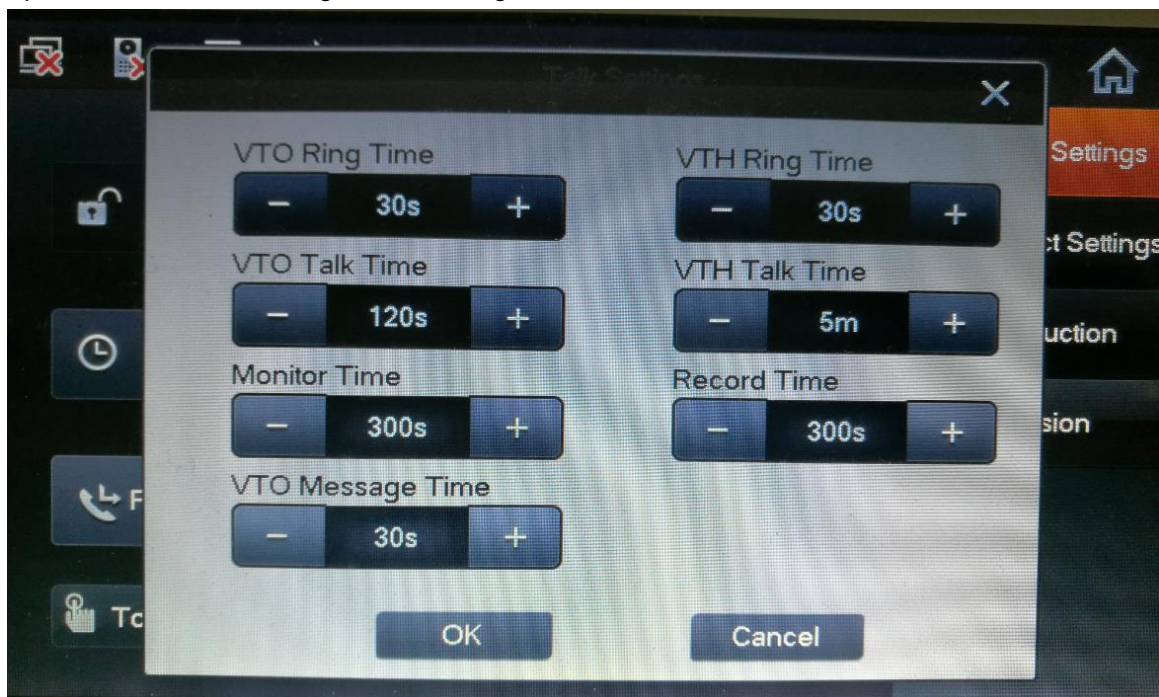 Talk Settings
VTO Ring Time
VTH Ring Time
Settings
− 30s +
− 30s +
VTO Talk Time
VTH Talk Time
ct Settings
− 120s +
− 5m +
uction
Monitor Time
Record Time
− 300s +
− 300s +
sion
VTO Message Time
F
− 30s +
To
OK
Cancel